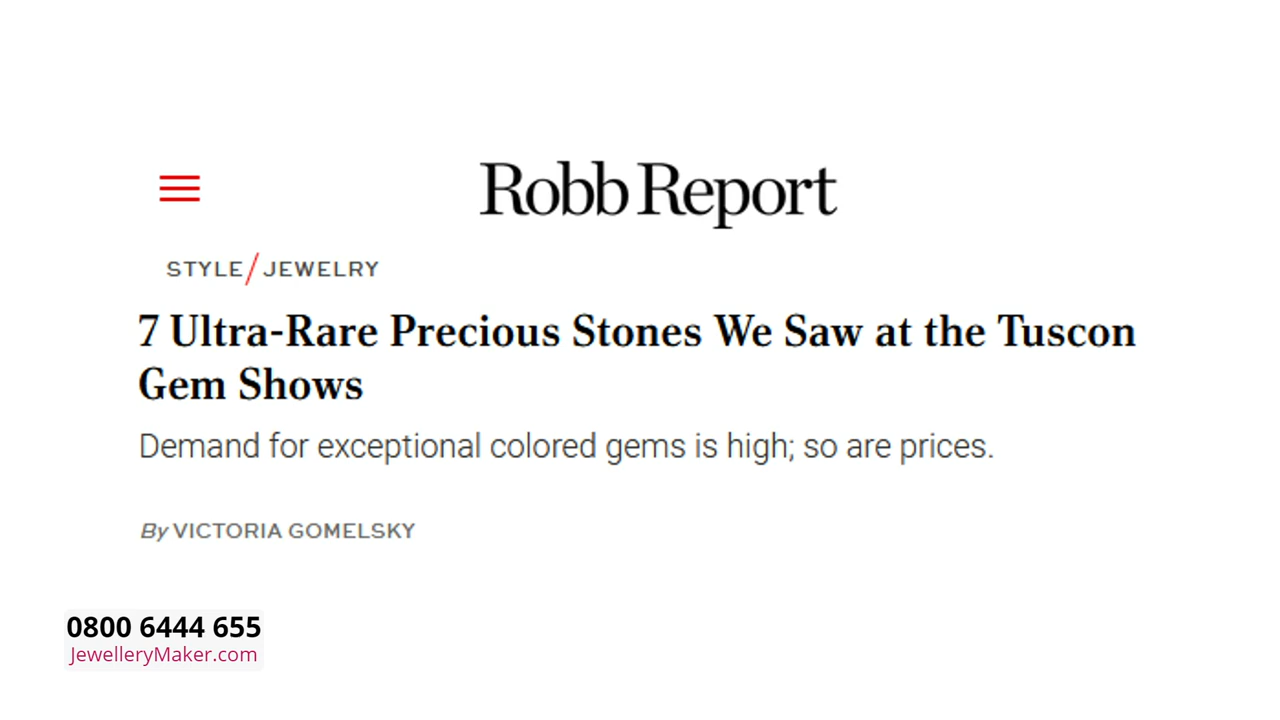 Robb Report
STYLE/JEWELRY
7 Ultra-Rare Precious Stones We Saw at the Tuscon
Gem Shows
Demand for exceptional colored gems is high; so are prices.
By VICTORIA GOMELSKY
0800 6444 655
JewelleryMaker.com